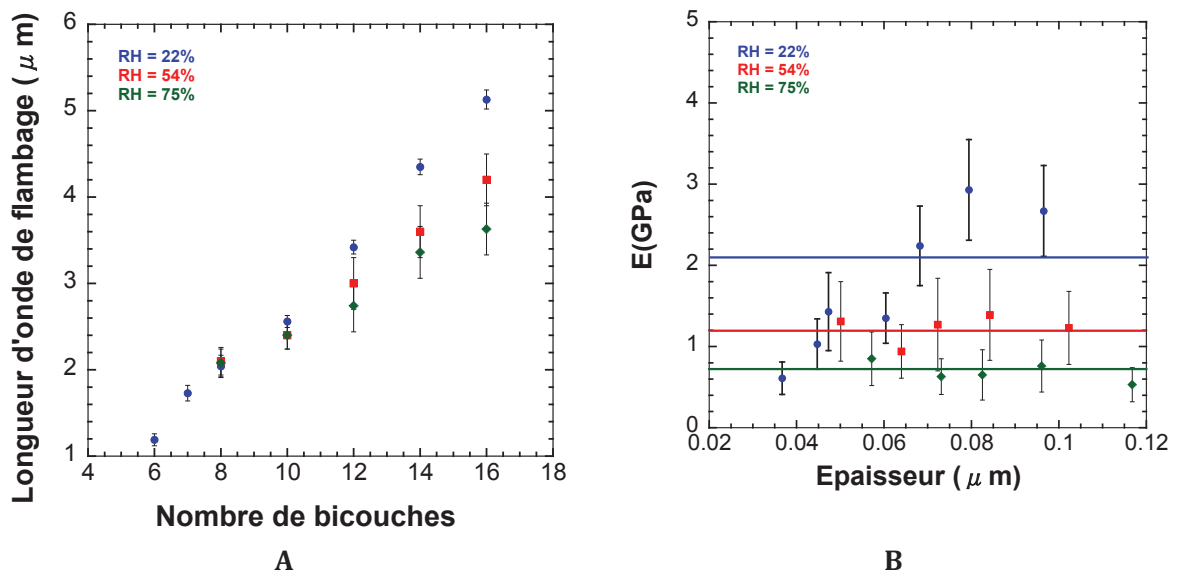 Longueur d'onde de flambage ( μ m)
6
5
4
3
2
1
RH = 22%
RH = 54%
RH = 75%
4 6 8 10 12 14 16 18
Nombre de bicouches
A
E(GPa)
5
4
3
2
1
0
RH = 22%
RH = 54%
RH = 75%
0.02 0.04 0.06 0.08 0.1 0.12
Epaisseur ( μ m)
B